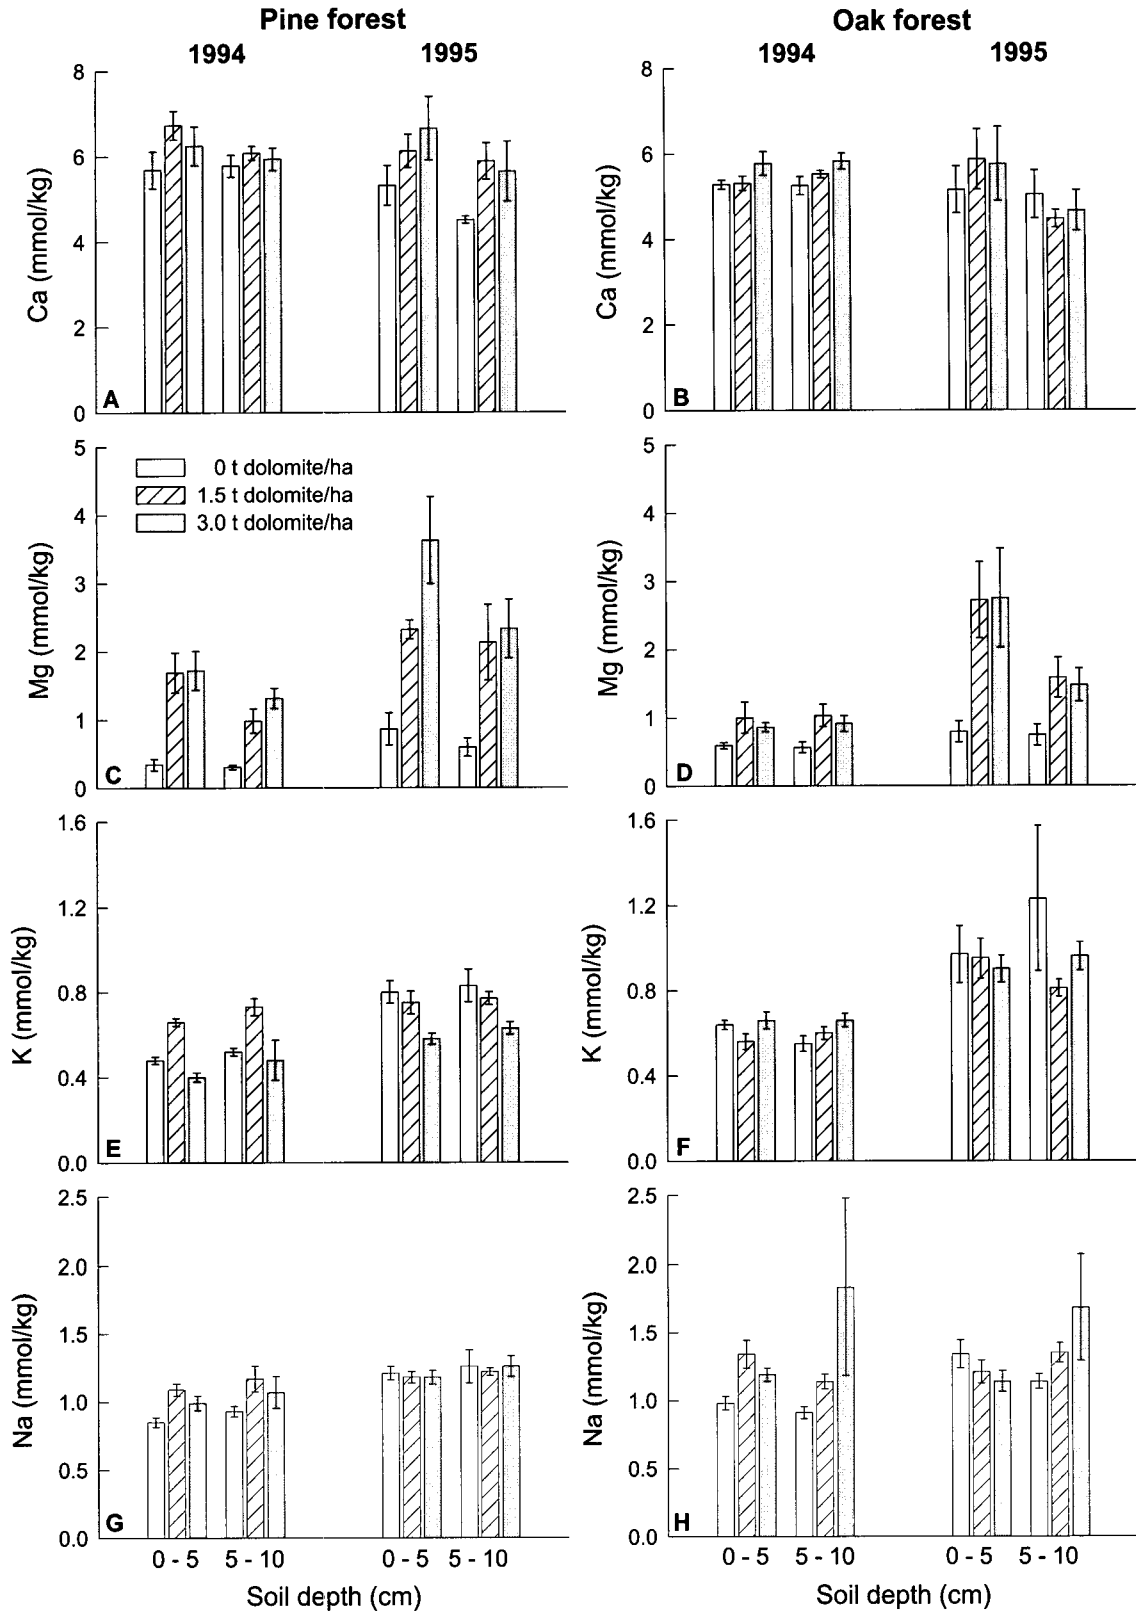 Pine forest
Oak forest
1994
1995
1994
1995
Ca (mmol/kg)
8
6
4
2
0
A
Ca (mmol/kg)
8
6
4
2
0
B
Mg (mmol/kg)
5
4
3
2
1
0
0 t dolomite/ha
1.5 t dolomite/ha
3.0 t dolomite/ha
C
Mg (mmol/kg)
5
4
3
2
1
0
D
K (mmol/kg)
1.6
1.2
0.8
0.4
0.0
E
K (mmol/kg)
1.6
1.2
0.8
0.4
0.0
F
Na (mmol/kg)
2.5
2.0
1.5
1.0
0.5
0.0
G
Na (mmol/kg)
2.5
2.0
1.5
1.0
0.5
0.0
H
0 - 5
5 - 10
0 - 5
5 - 10
0 - 5
5 - 10
0 - 5
5 - 10
Soil depth (cm)
Soil depth (cm)